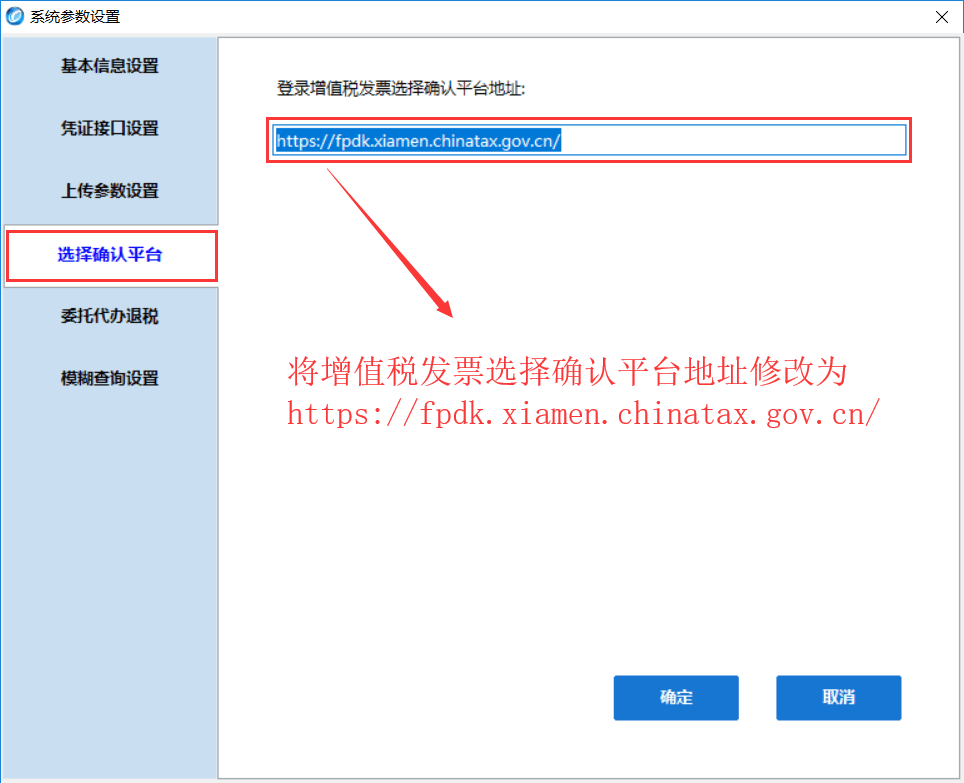 系统参数设置
基本信息设置
凭证接口设置
上传参数设置
选择确认平台
委托代办退税
模糊查询设置
登录增值税发票选择确认平台地址:
https://fpdk.xiamen.chinatax.gov.cn/
将增值税发票选择确认平台地址修改为
https://fpdk.xiamen.chinatax.gov.cn/
确定
取消